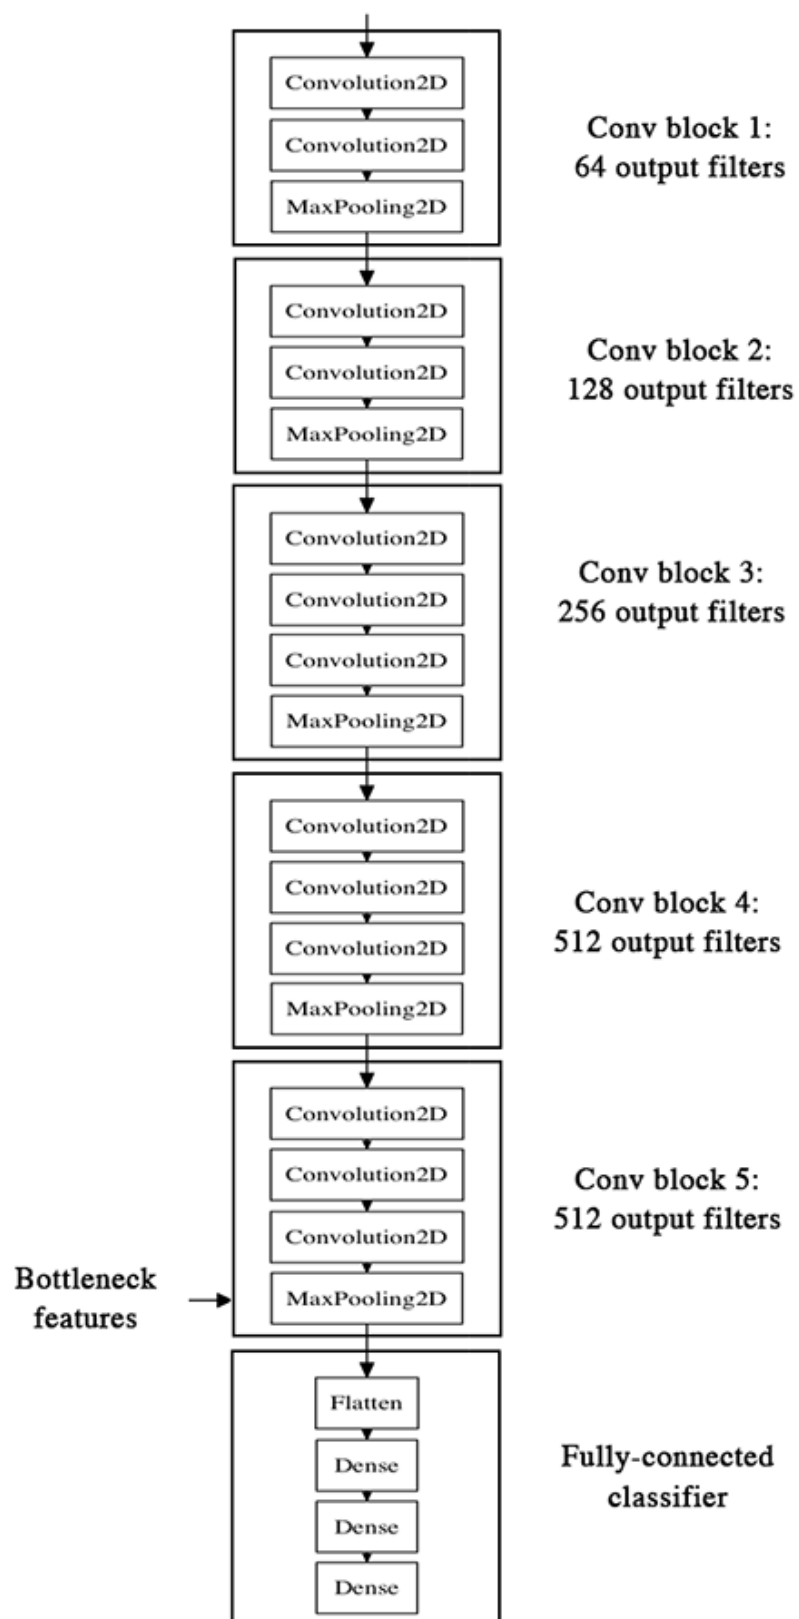 Convolution2D
Convolution2D
MaxPooling2D
Conv block 1:
64 output filters
Convolution2D
Convolution2D
MaxPooling2D
Conv block 2:
128 output filters
Convolution2D
Convolution2D
Convolution2D
MaxPooling2D
Conv block 3:
256 output filters
Convolution2D
Convolution2D
Convolution2D
MaxPooling2D
Conv block 4:
512 output filters
Convolution2D
Convolution2D
Convolution2D
MaxPooling2D
Conv block 5:
512 output filters
Bottleneck
features
Flatten
Dense
Dense
Dense
Fully-connected
classifier